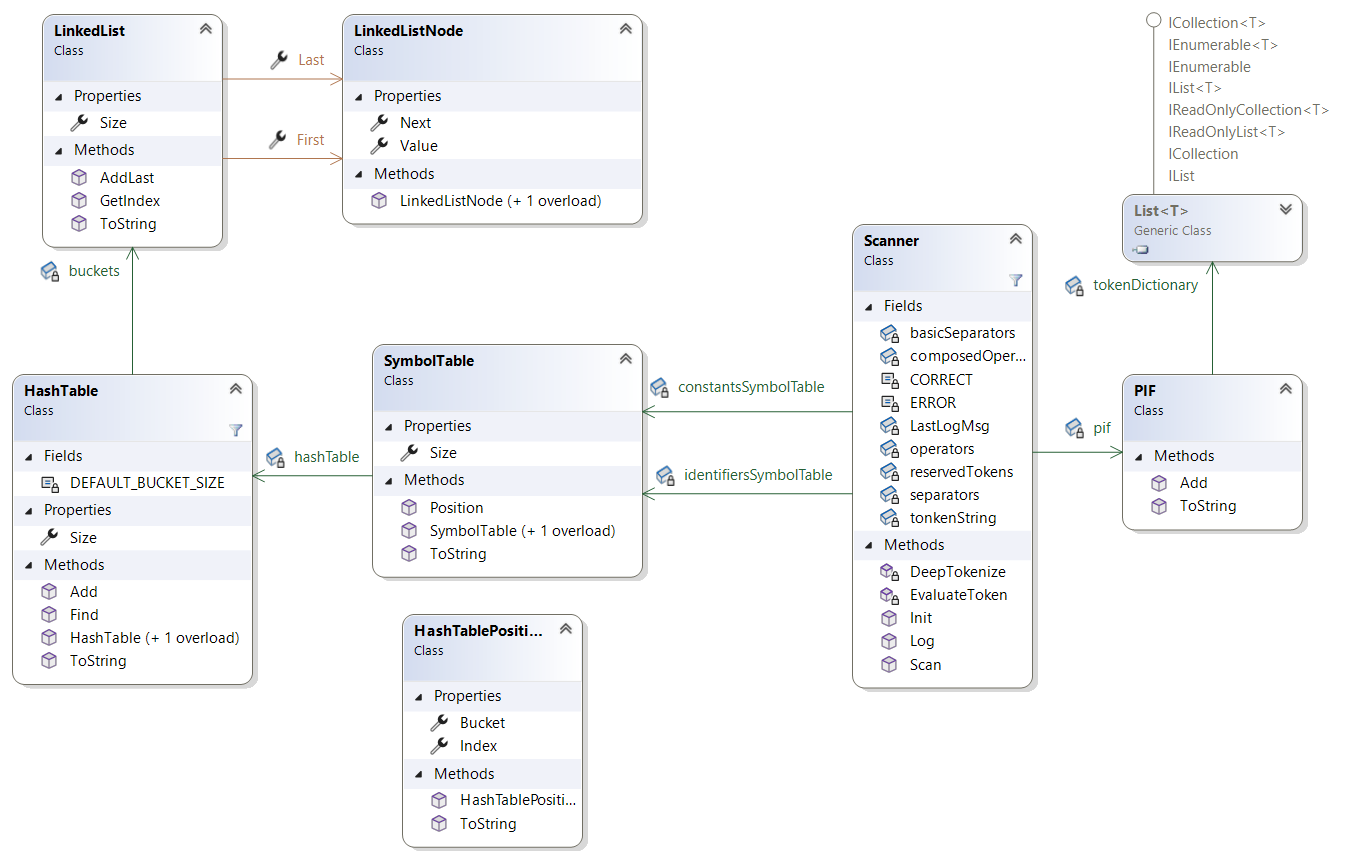 LinkedList
Class
Properties
Size
Methods
AddLast
GetIndex
ToString
Last
First
LinkedListNode
Class
Properties
Next
Value
Methods
LinkedListNode (+ 1 overload)
ICollection<T>
IEnumerable<T>
IEnumerable
IList<T>
IReadOnlyCollection<T>
IReadOnlyList<T>
ICollection
IList
List<T>
Generic Class
buckets
tokenDictionary
HashTable
Class
Fields
DEFAULT_BUCKET_SIZE
Properties
Size
Methods
Add
Find
HashTable (+ 1 overload)
ToString
hashTable
SymbolTable
Class
Properties
Size
Methods
Position
SymbolTable (+ 1 overload)
ToString
constantsSymbolTable
identifiersSymbolTable
Scanner
Class
Fields
basicSeparators
composedOper...
CORRECT
ERROR
LastLogMsg
operators
reservedTokens
separators
tonkenString
Methods
DeepTokenize
EvaluateToken
Init
Log
Scan
pif
PIF
Class
Methods
Add
ToString
HashTablePositi...
Class
Properties
Bucket
Index
Methods
HashTablePositi...
ToString